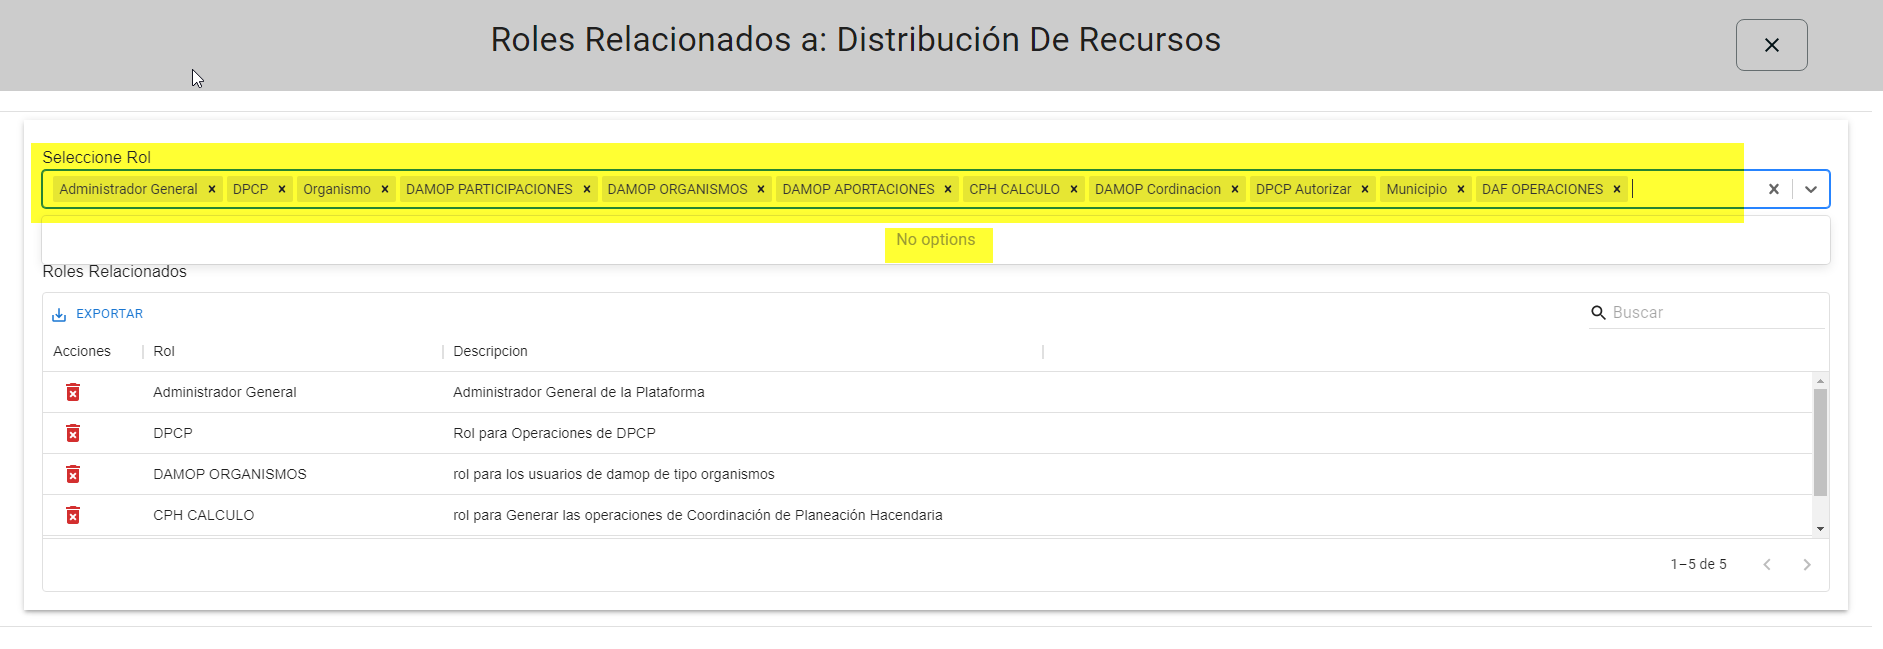 Roles Relacionados a: Distribución De Recursos
Seleccione Rol
Administrador General DPCP Organismo DAMOP PARTICIPACIONES DAMOP ORGANISMOS DAMOP APORTACIONES CPH CALCULO DAMOP Cordinacion DPCP Autorizar Municipio DAF OPERACIONES
No options
Roles Relacionados
EXPORTAR Buscar
Acciones Rol Descripcion
Administrador General Administrador General de la Plataforma
DPCP Rol para Operaciones de DPCP
DAMOP ORGANISMOS rol para los usuarios de damop de tipo organismos
CPH CALCULO rol para Generar las operaciones de Coordinación de Planeación Hacendaria
1–5 de 5